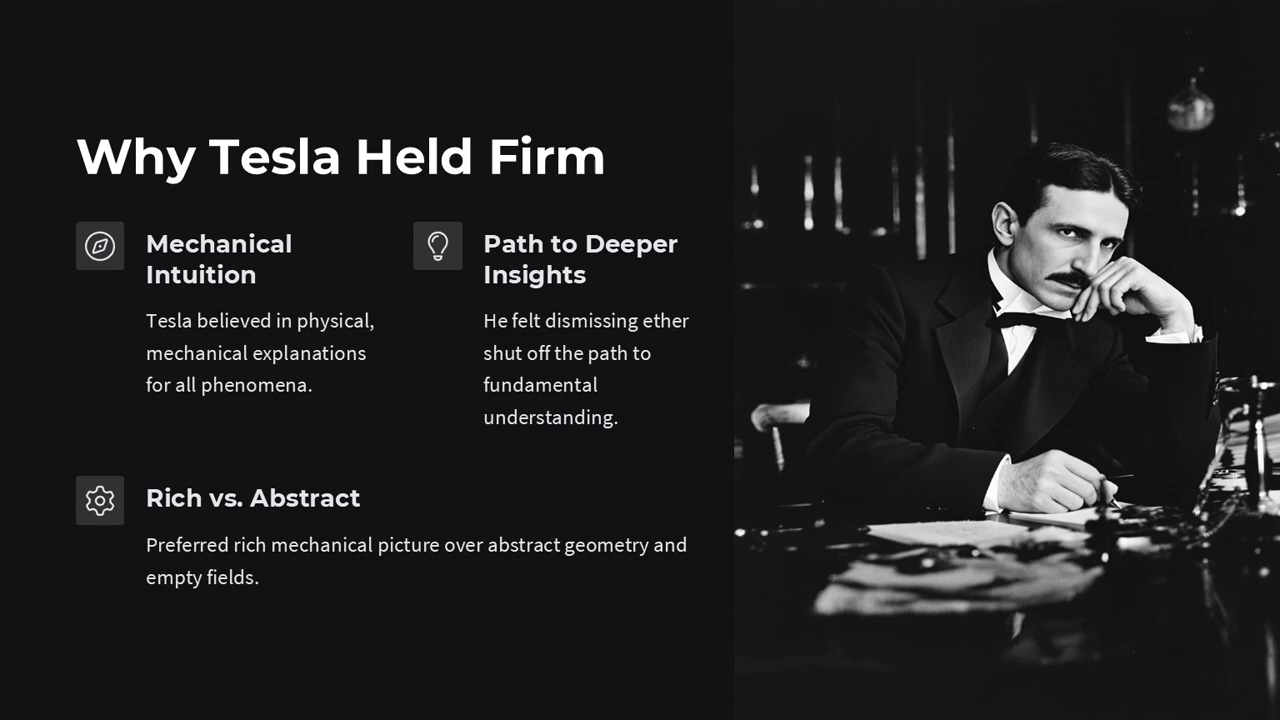 Why Tesla Held Firm
Mechanical
Intuition
Tesla believed in physical,
mechanical explanations
for all phenomena.
Path to Deeper
Insights
He felt dismissing ether
shut off the path to
fundamental
understanding.
Rich vs. Abstract
Preferred rich mechanical picture over abstract geometry and
empty fields.